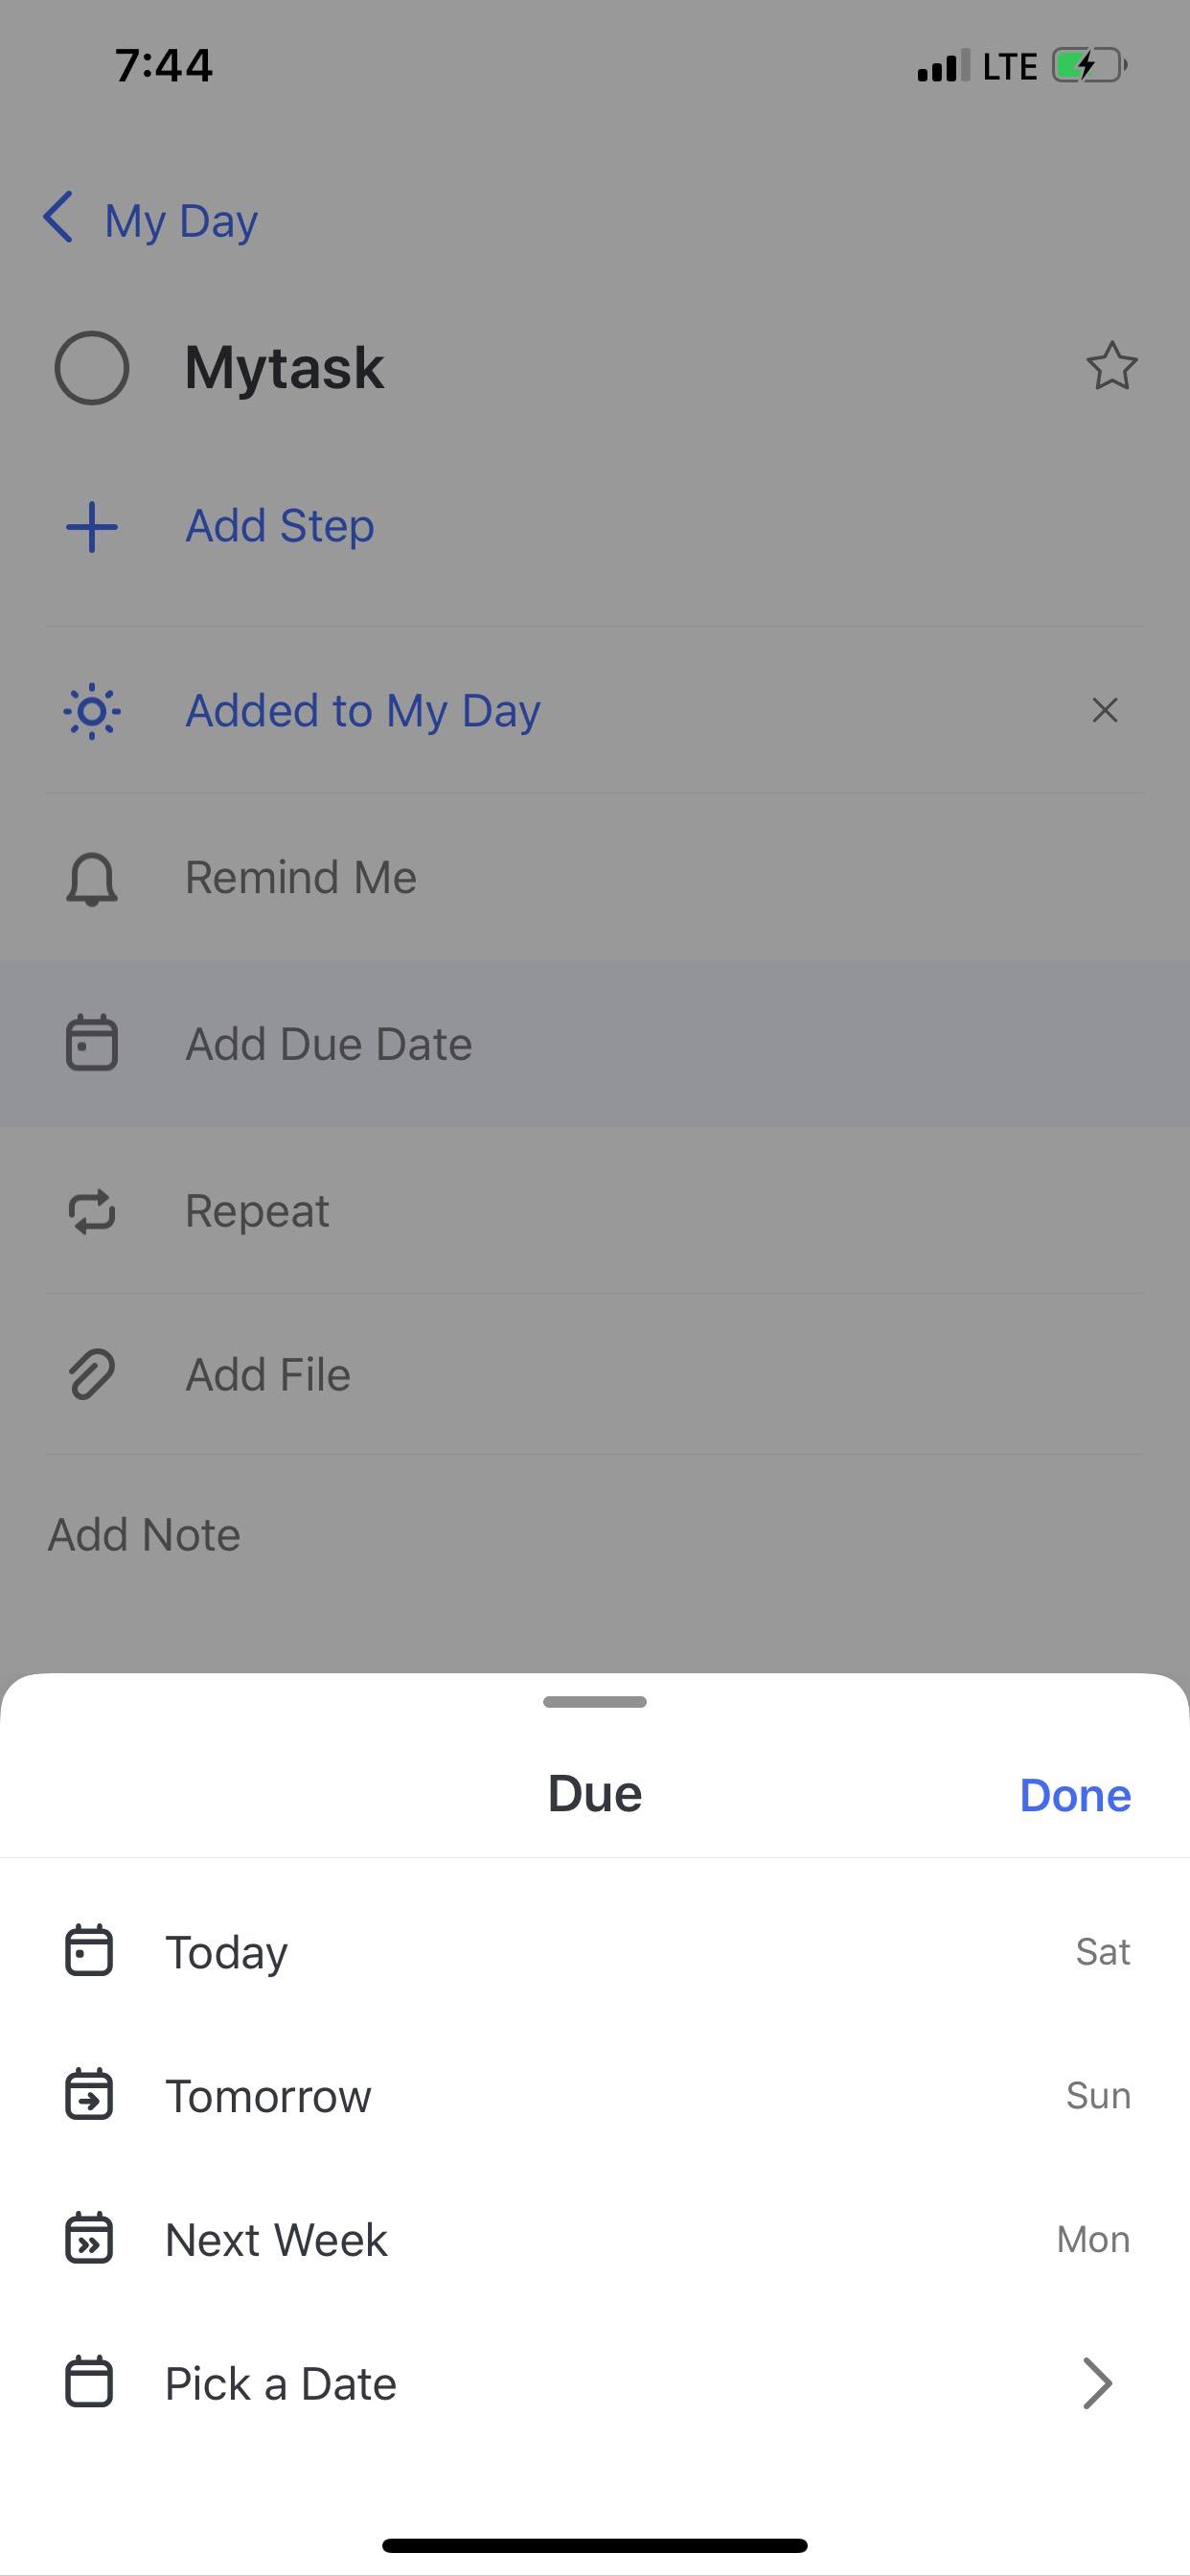 7:44 LTE
My Day
Mytask
Add Step
Added to My Day
Remind Me
Add Due Date
Repeat
Add File
Add Note
Due Done
Today Sat
Tomorrow Sun
Next Week Mon
Pick a Date